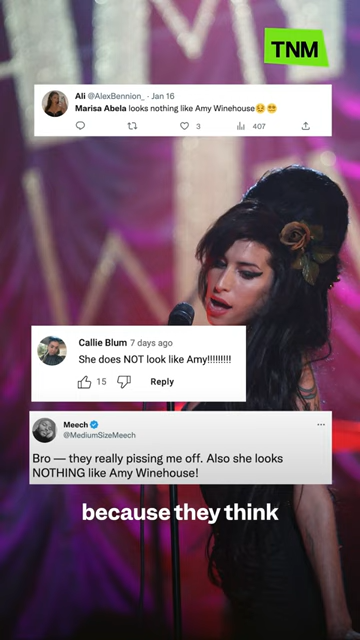 TNM
Ali @AlexBennion_ · Jan 16
Marisa Abela looks nothing like Amy Winehouse🥲😒
3 407
Callie Blum 7 days ago
She does NOT look like Amy!!!!!!!!!
15 Reply
Meech
@MediumSizeMeech
Bro — they really pissing me off. Also she looks
NOTHING like Amy Winehouse!
because they think